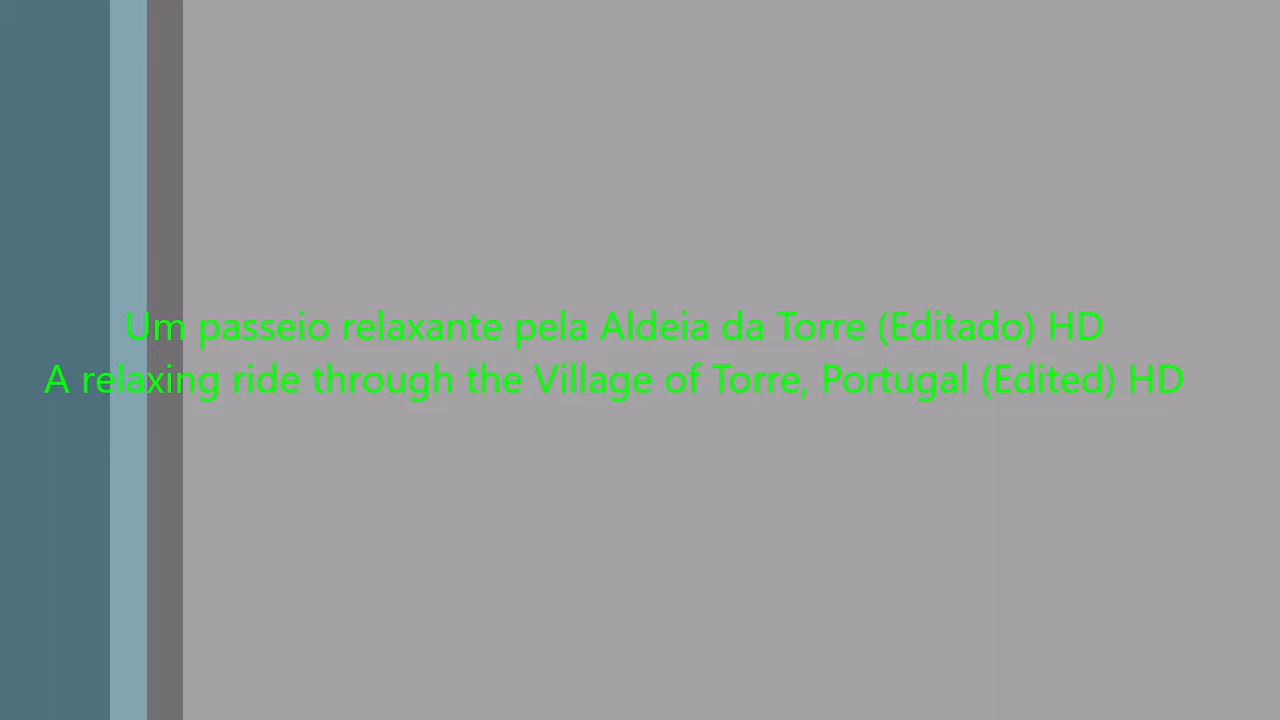 Um passeio relaxante pela Aldeia da Torre (Editado) HD
A relaxing ride through the Village of Torre, Portugal (Edited) HD